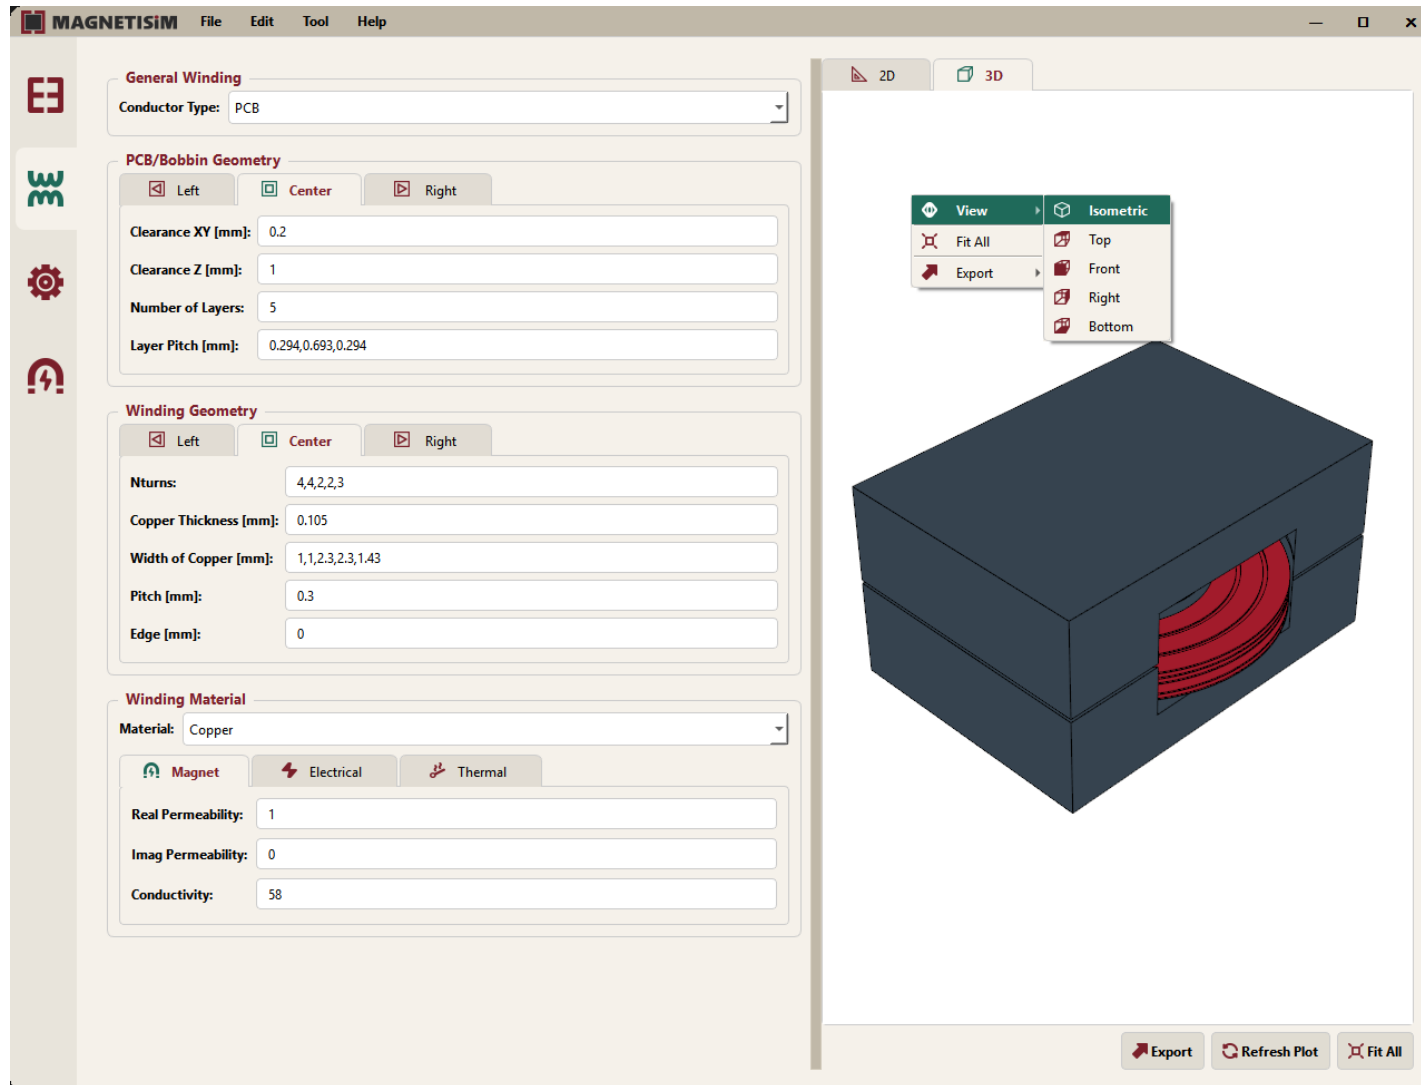 MAGNETISiM File Edit Tool Help
General Winding
Conductor Type: PCB
PCB/Bobbin Geometry
Left Center Right
Clearance XY [mm]: 0.2
Clearance Z [mm]: 1
Number of Layers: 5
Layer Pitch [mm]: 0.294,0.693,0.294
Winding Geometry
Left Center Right
Nturns: 4,4,2,2,3
Copper Thickness [mm]: 0.105
Width of Copper [mm]: 1,1,2.3,2.3,1.43
Pitch [mm]: 0.3
Edge [mm]: 0
Winding Material
Material: Copper
Magnet Electrical Thermal
Real Permeability: 1
Imag Permeability: 0
Conductivity: 58
2D 3D
View
Fit All
Export
Isometric
Top
Front
Right
Bottom
Export Refresh Plot Fit All